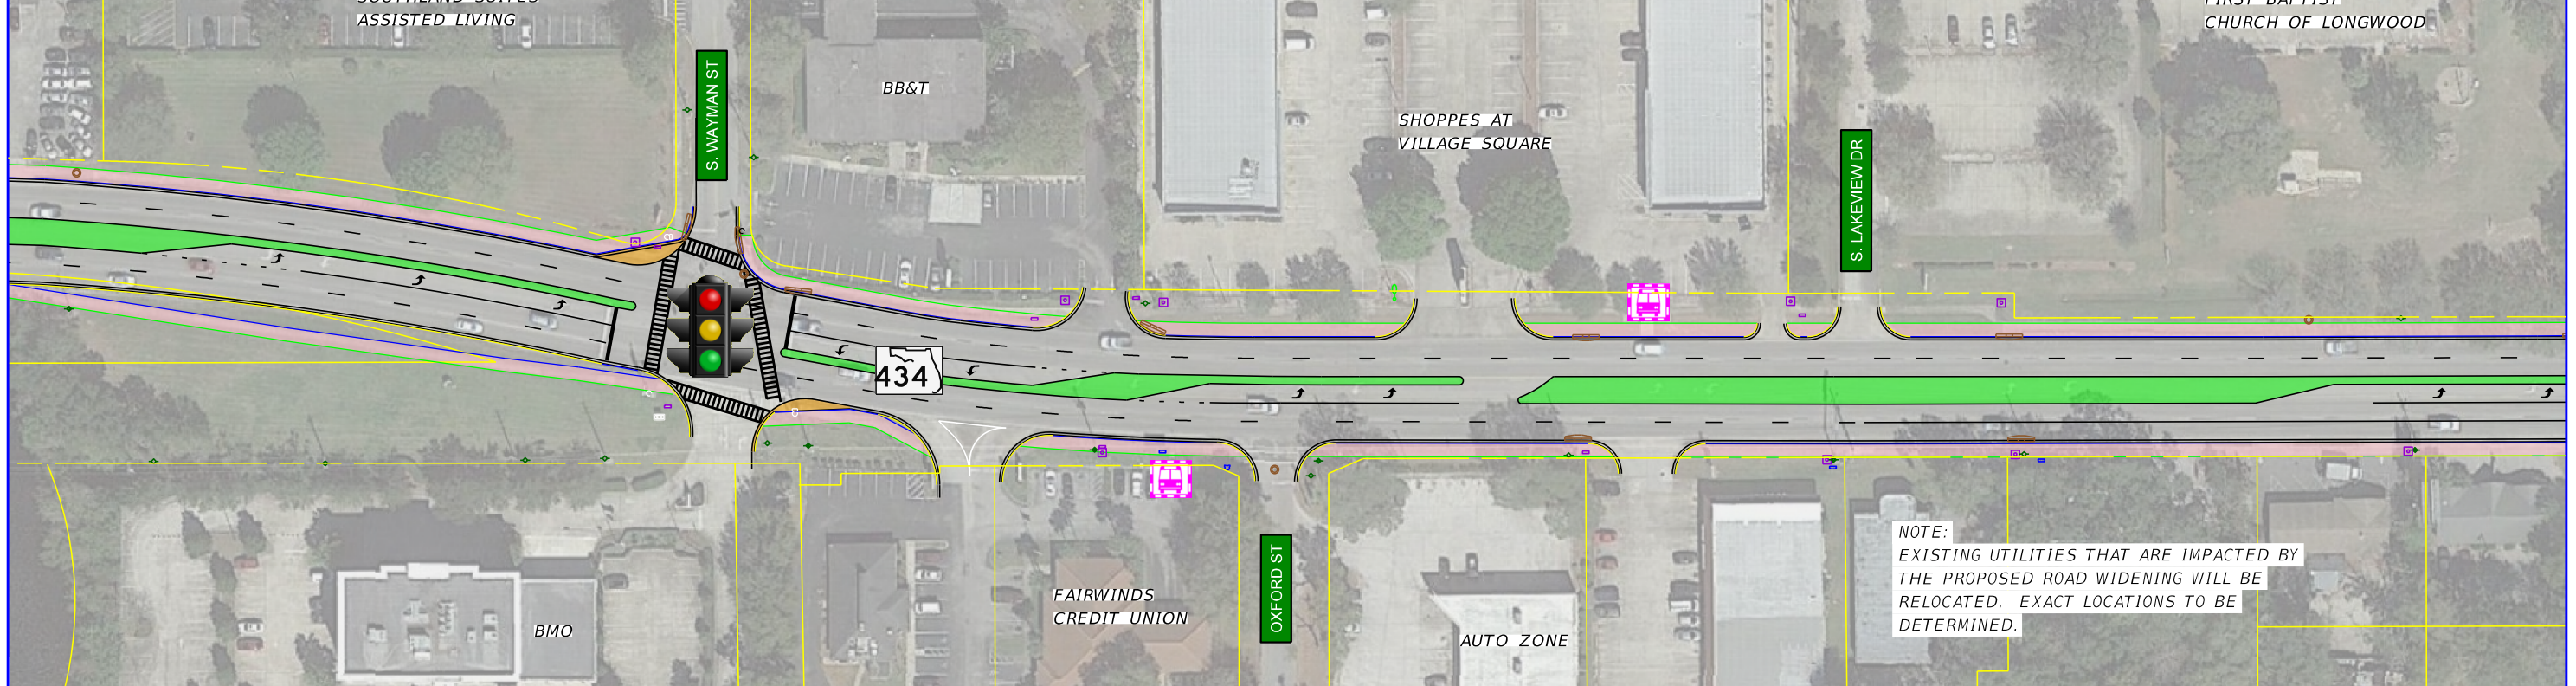 SOUTHLAND SUITES
ASSISTED LIVING
S. WAYMAN ST
BB&T
SHOPPES AT
VILLAGE SQUARE
S. LAKEVIEW DR
FIRST BAPTIST
CHURCH OF LONGWOOD
434
BMO
FAIRWINDS
CREDIT UNION
OXFORD ST
AUTO ZONE
NOTE:
EXISTING UTILITIES THAT ARE IMPACTED BY
THE PROPOSED ROAD WIDENING WILL BE
RELOCATED. EXACT LOCATIONS TO BE
DETERMINED.